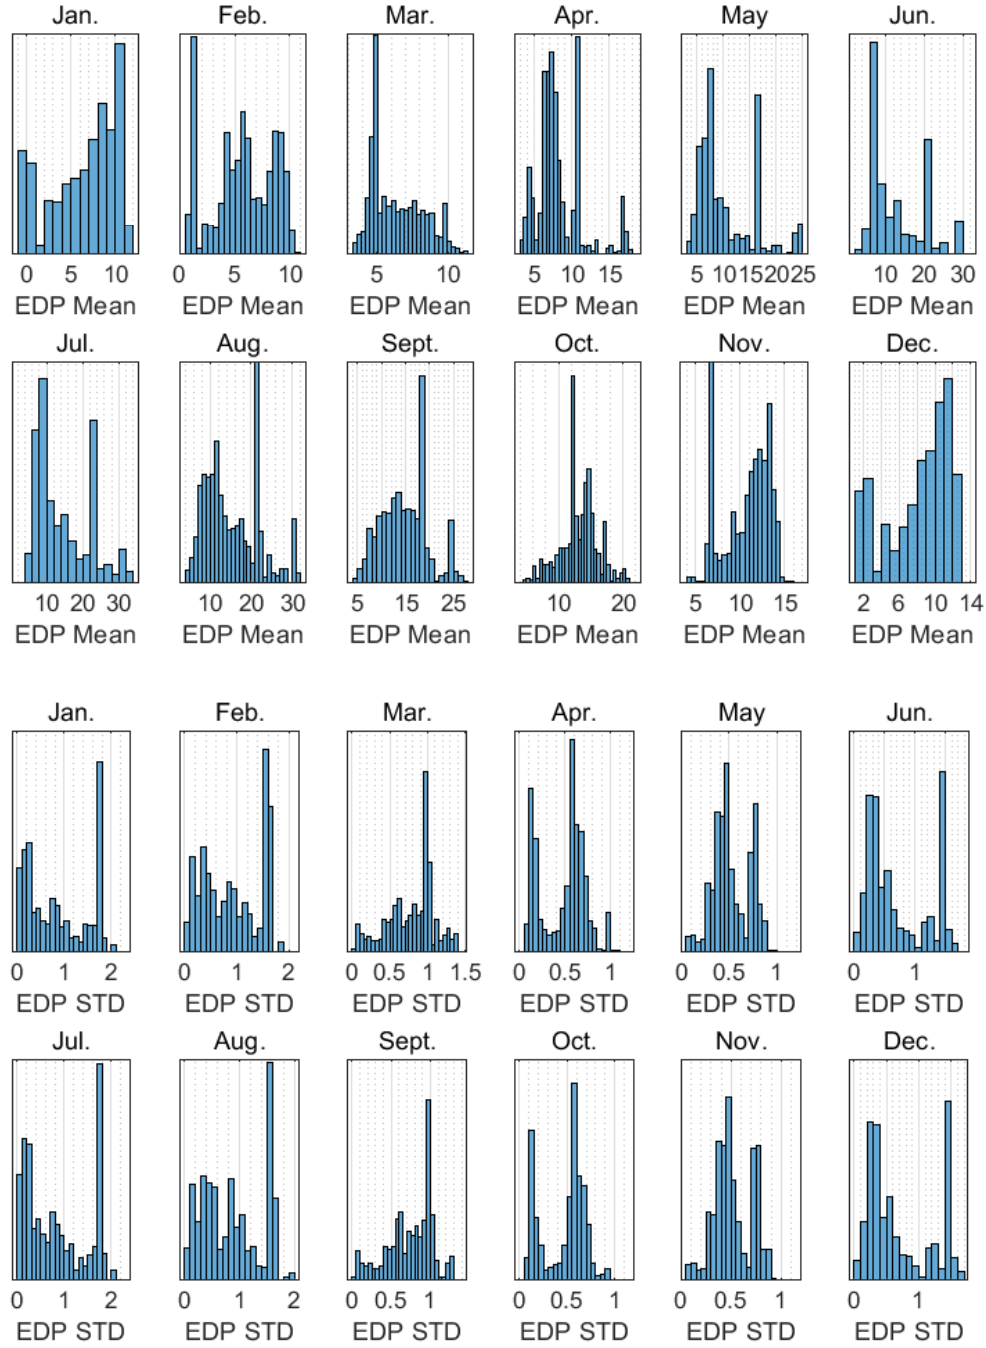 Jan. Feb. Mar. Apr. May Jun.
0 5 10 0 5 10 5 10 5 10 15 5 10 15 20 25 10 20 30
EDP Mean EDP Mean EDP Mean EDP Mean EDP Mean EDP Mean
Jul. Aug. Sept. Oct. Nov. Dec.
10 20 30 10 20 30 5 15 25 10 20 5 10 15 2 6 10 14
EDP Mean EDP Mean EDP Mean EDP Mean EDP Mean EDP Mean
Jan. Feb. Mar. Apr. May Jun.
0 1 2 0 1 2 0 0.5 1 1.5 0 0.5 1 0 0.5 1 0 1
EDP STD EDP STD EDP STD EDP STD EDP STD EDP STD
Jul. Aug. Sept. Oct. Nov. Dec.
0 1 2 0 1 2 0 0.5 1 0 0.5 1 0 0.5 1 0 1
EDP STD EDP STD EDP STD EDP STD EDP STD EDP STD